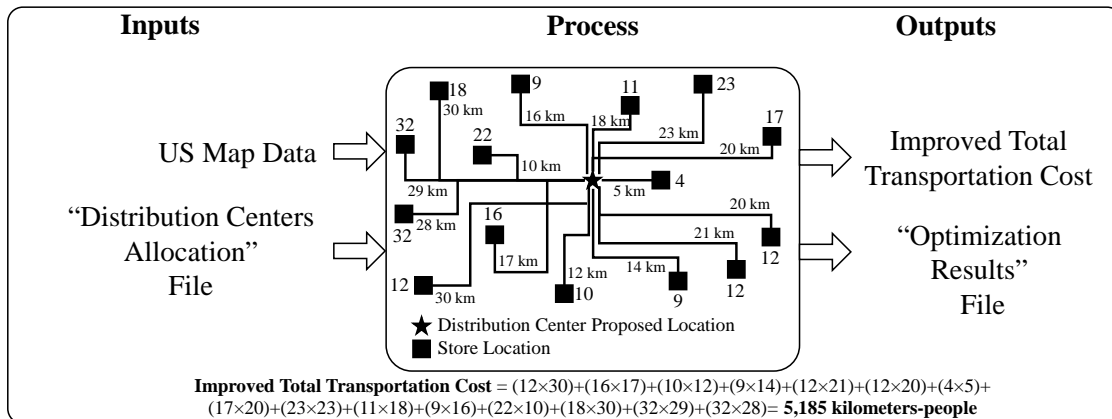 Inputs
Process
Outputs
US Map Data
“Distribution Centers
Allocation”
File
18
30 km
9
16 km
11
18 km
23
23 km
32
29 km
22
10 km
17
20 km
5 km
4
32
28 km
16
17 km
20 km
12
21 km
12
12
30 km
12 km
10
14 km
9
Distribution Center Proposed Location
Store Location
Improved Total
Transportation Cost
“Optimization
Results”
File
Improved Total Transportation Cost = (12×30)+(16×17)+(10×12)+(9×14)+(12×21)+(12×20)+(4×5)+
(17×20)+(23×23)+(11×18)+(9×16)+(22×10)+(18×30)+(32×29)+(32×28)= 5,185 kilometers-people